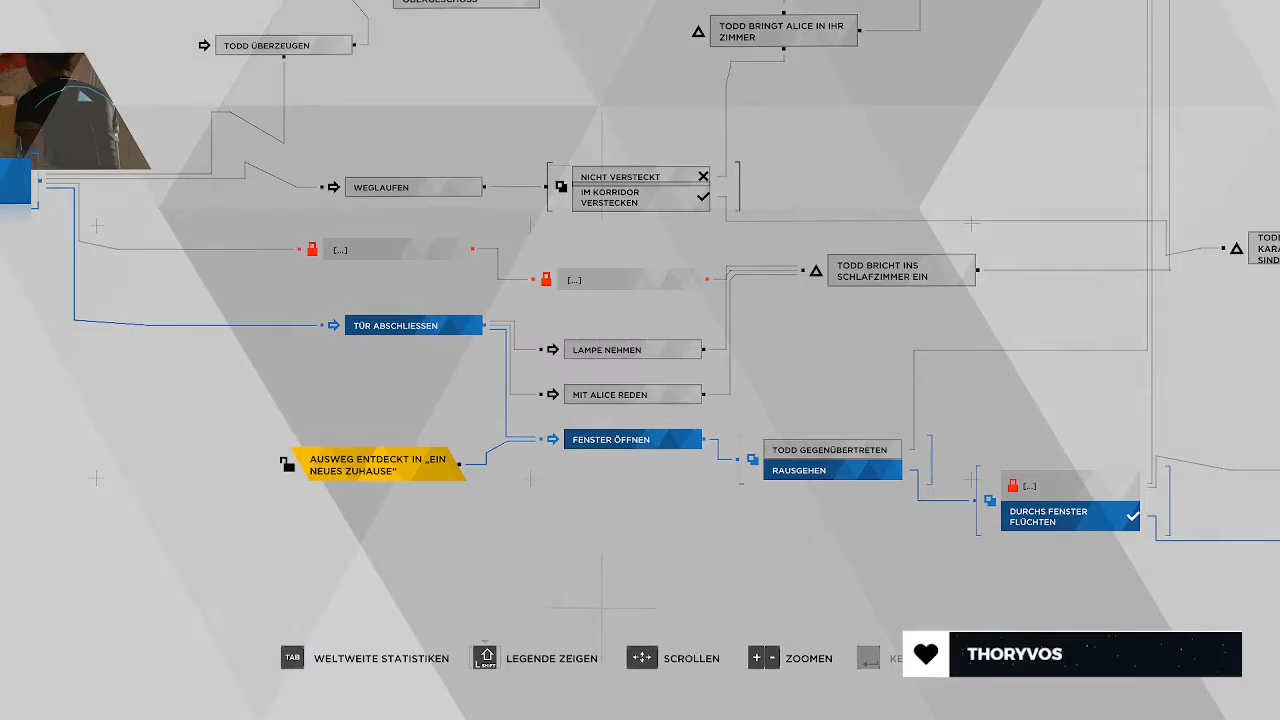 OBERGESCHOSS
TODD ÜBERZEUGEN
TODD BRINGT ALICE IN IHR
ZIMMER
WEGLAUFEN
NICHT VERSTECKT
IM KORRIDOR
VERSTECKEN
[...]
[...]
TODD BRICHT INS
SCHLAFZIMMER EIN
TÜR ABSCHLIESSEN
LAMPE NEHMEN
MIT ALICE REDEN
FENSTER ÖFFNEN
AUSWEG ENTDECKT IN „EIN
NEUES ZUHAUSE“
TODD GEGENÜBERTRETEN
RAUSGEHEN
[...]
DURCHS FENSTER
FLÜCHTEN
TAB WELTWEITE STATISTIKEN
L SHIFT LEGENDE ZEIGEN
SCROLLEN
+ - ZOOMEN
THORYVOS